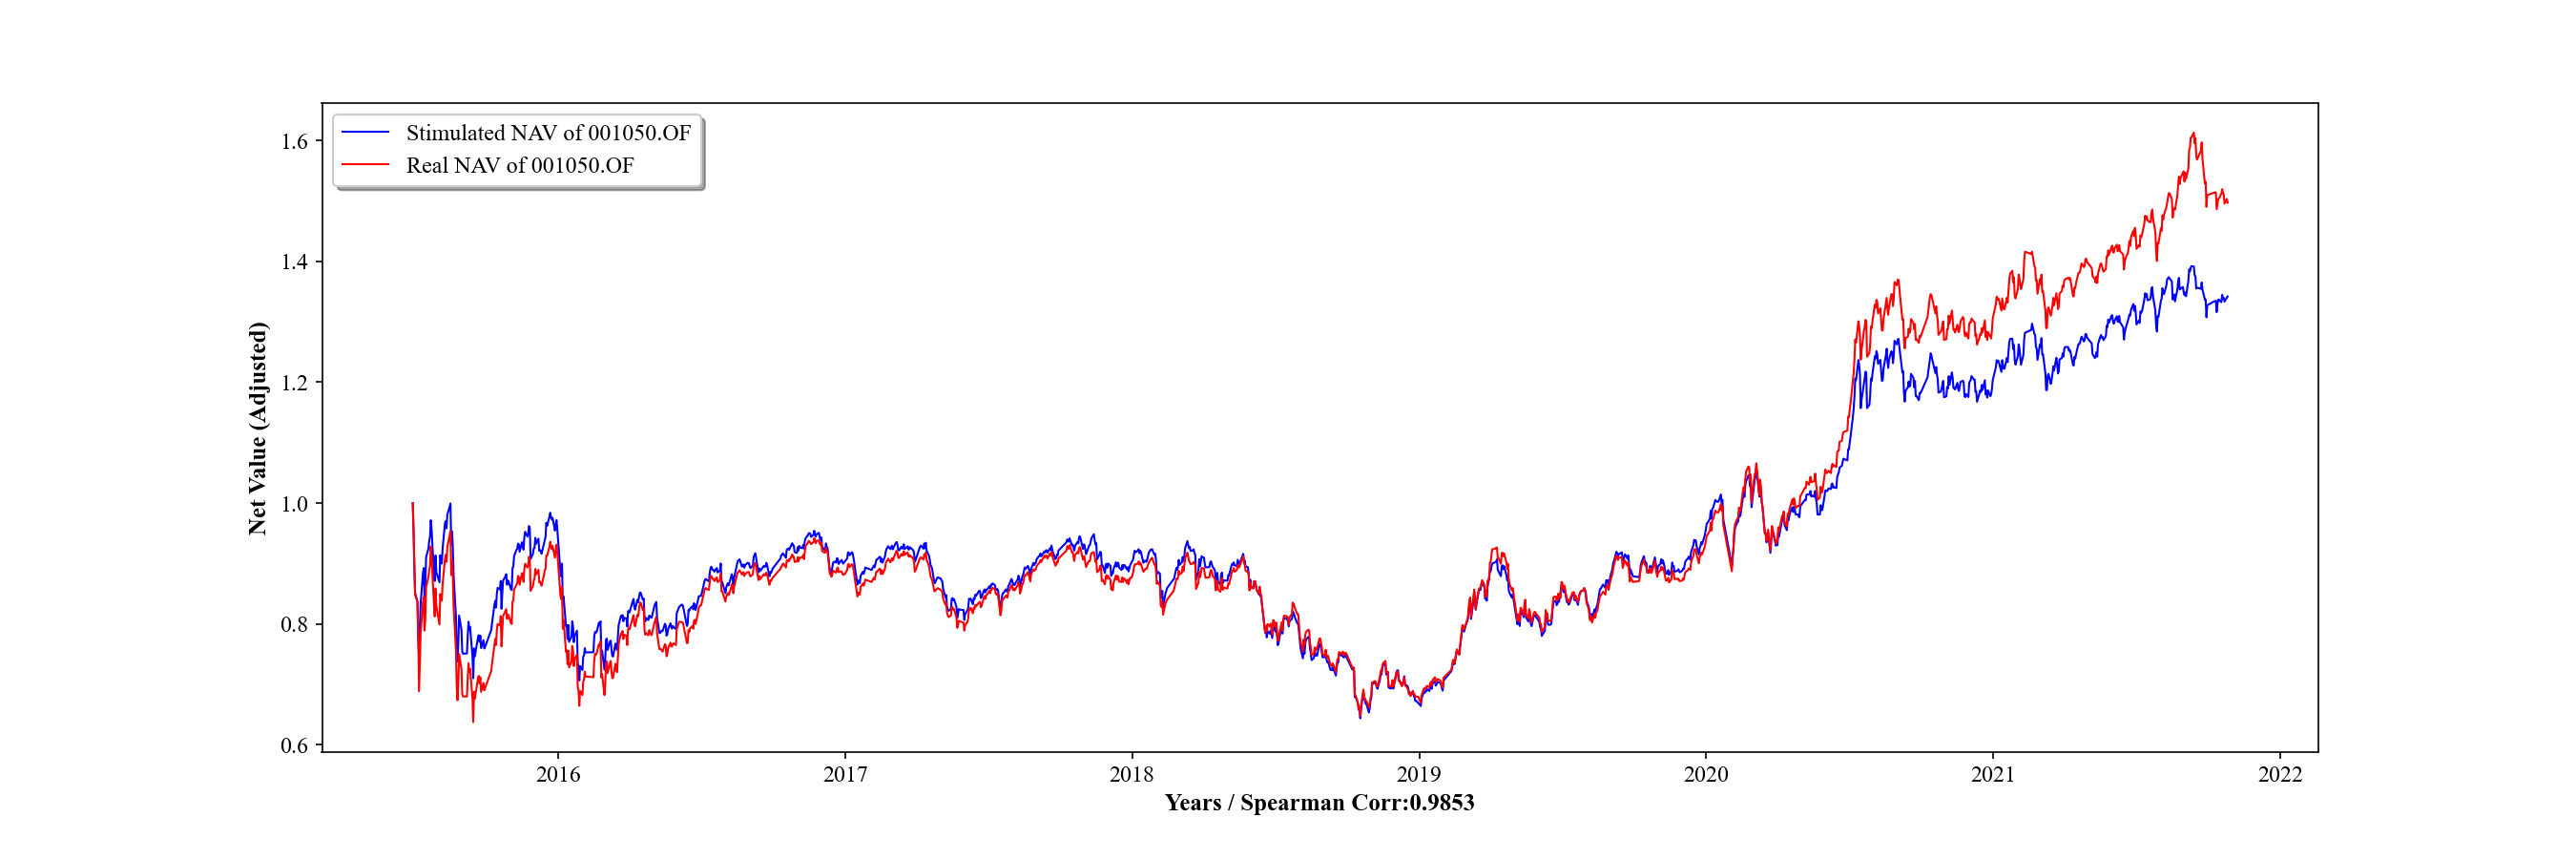 Stimulated NAV of 001050.OF
Real NAV of 001050.OF
1.6
1.4
1.2
1.0
0.8
0.6
Net Value (Adjusted)
2016 2017 2018 2019 2020 2021 2022
Years / Spearman Corr:0.9853